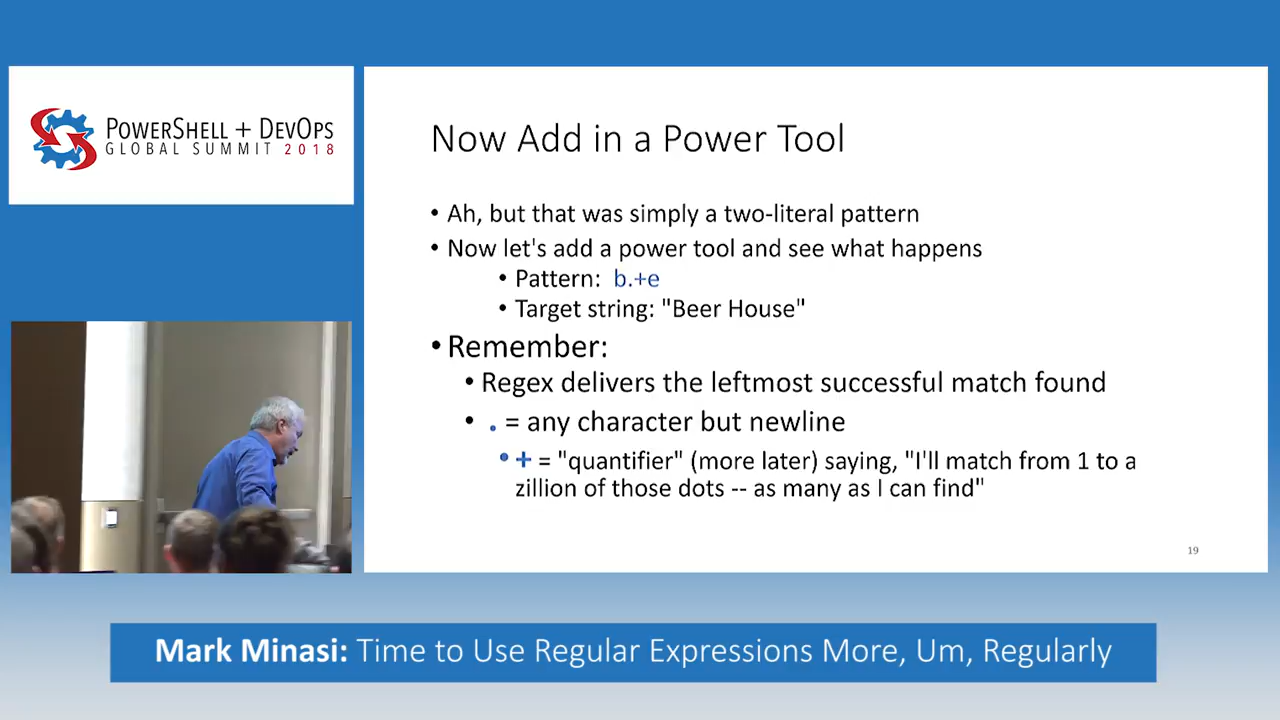 POWERSHELL + DEVOPS
GLOBAL SUMMIT 2018
Now Add in a Power Tool
• Ah, but that was simply a two-literal pattern
• Now let's add a power tool and see what happens
• Pattern: b.+e
• Target string: "Beer House"
• Remember:
• Regex delivers the leftmost successful match found
• . = any character but newline
• + = "quantifier" (more later) saying, "I'll match from 1 to a
zillion of those dots -- as many as I can find"
19
Mark Minasi: Time to Use Regular Expressions More, Um, Regularly